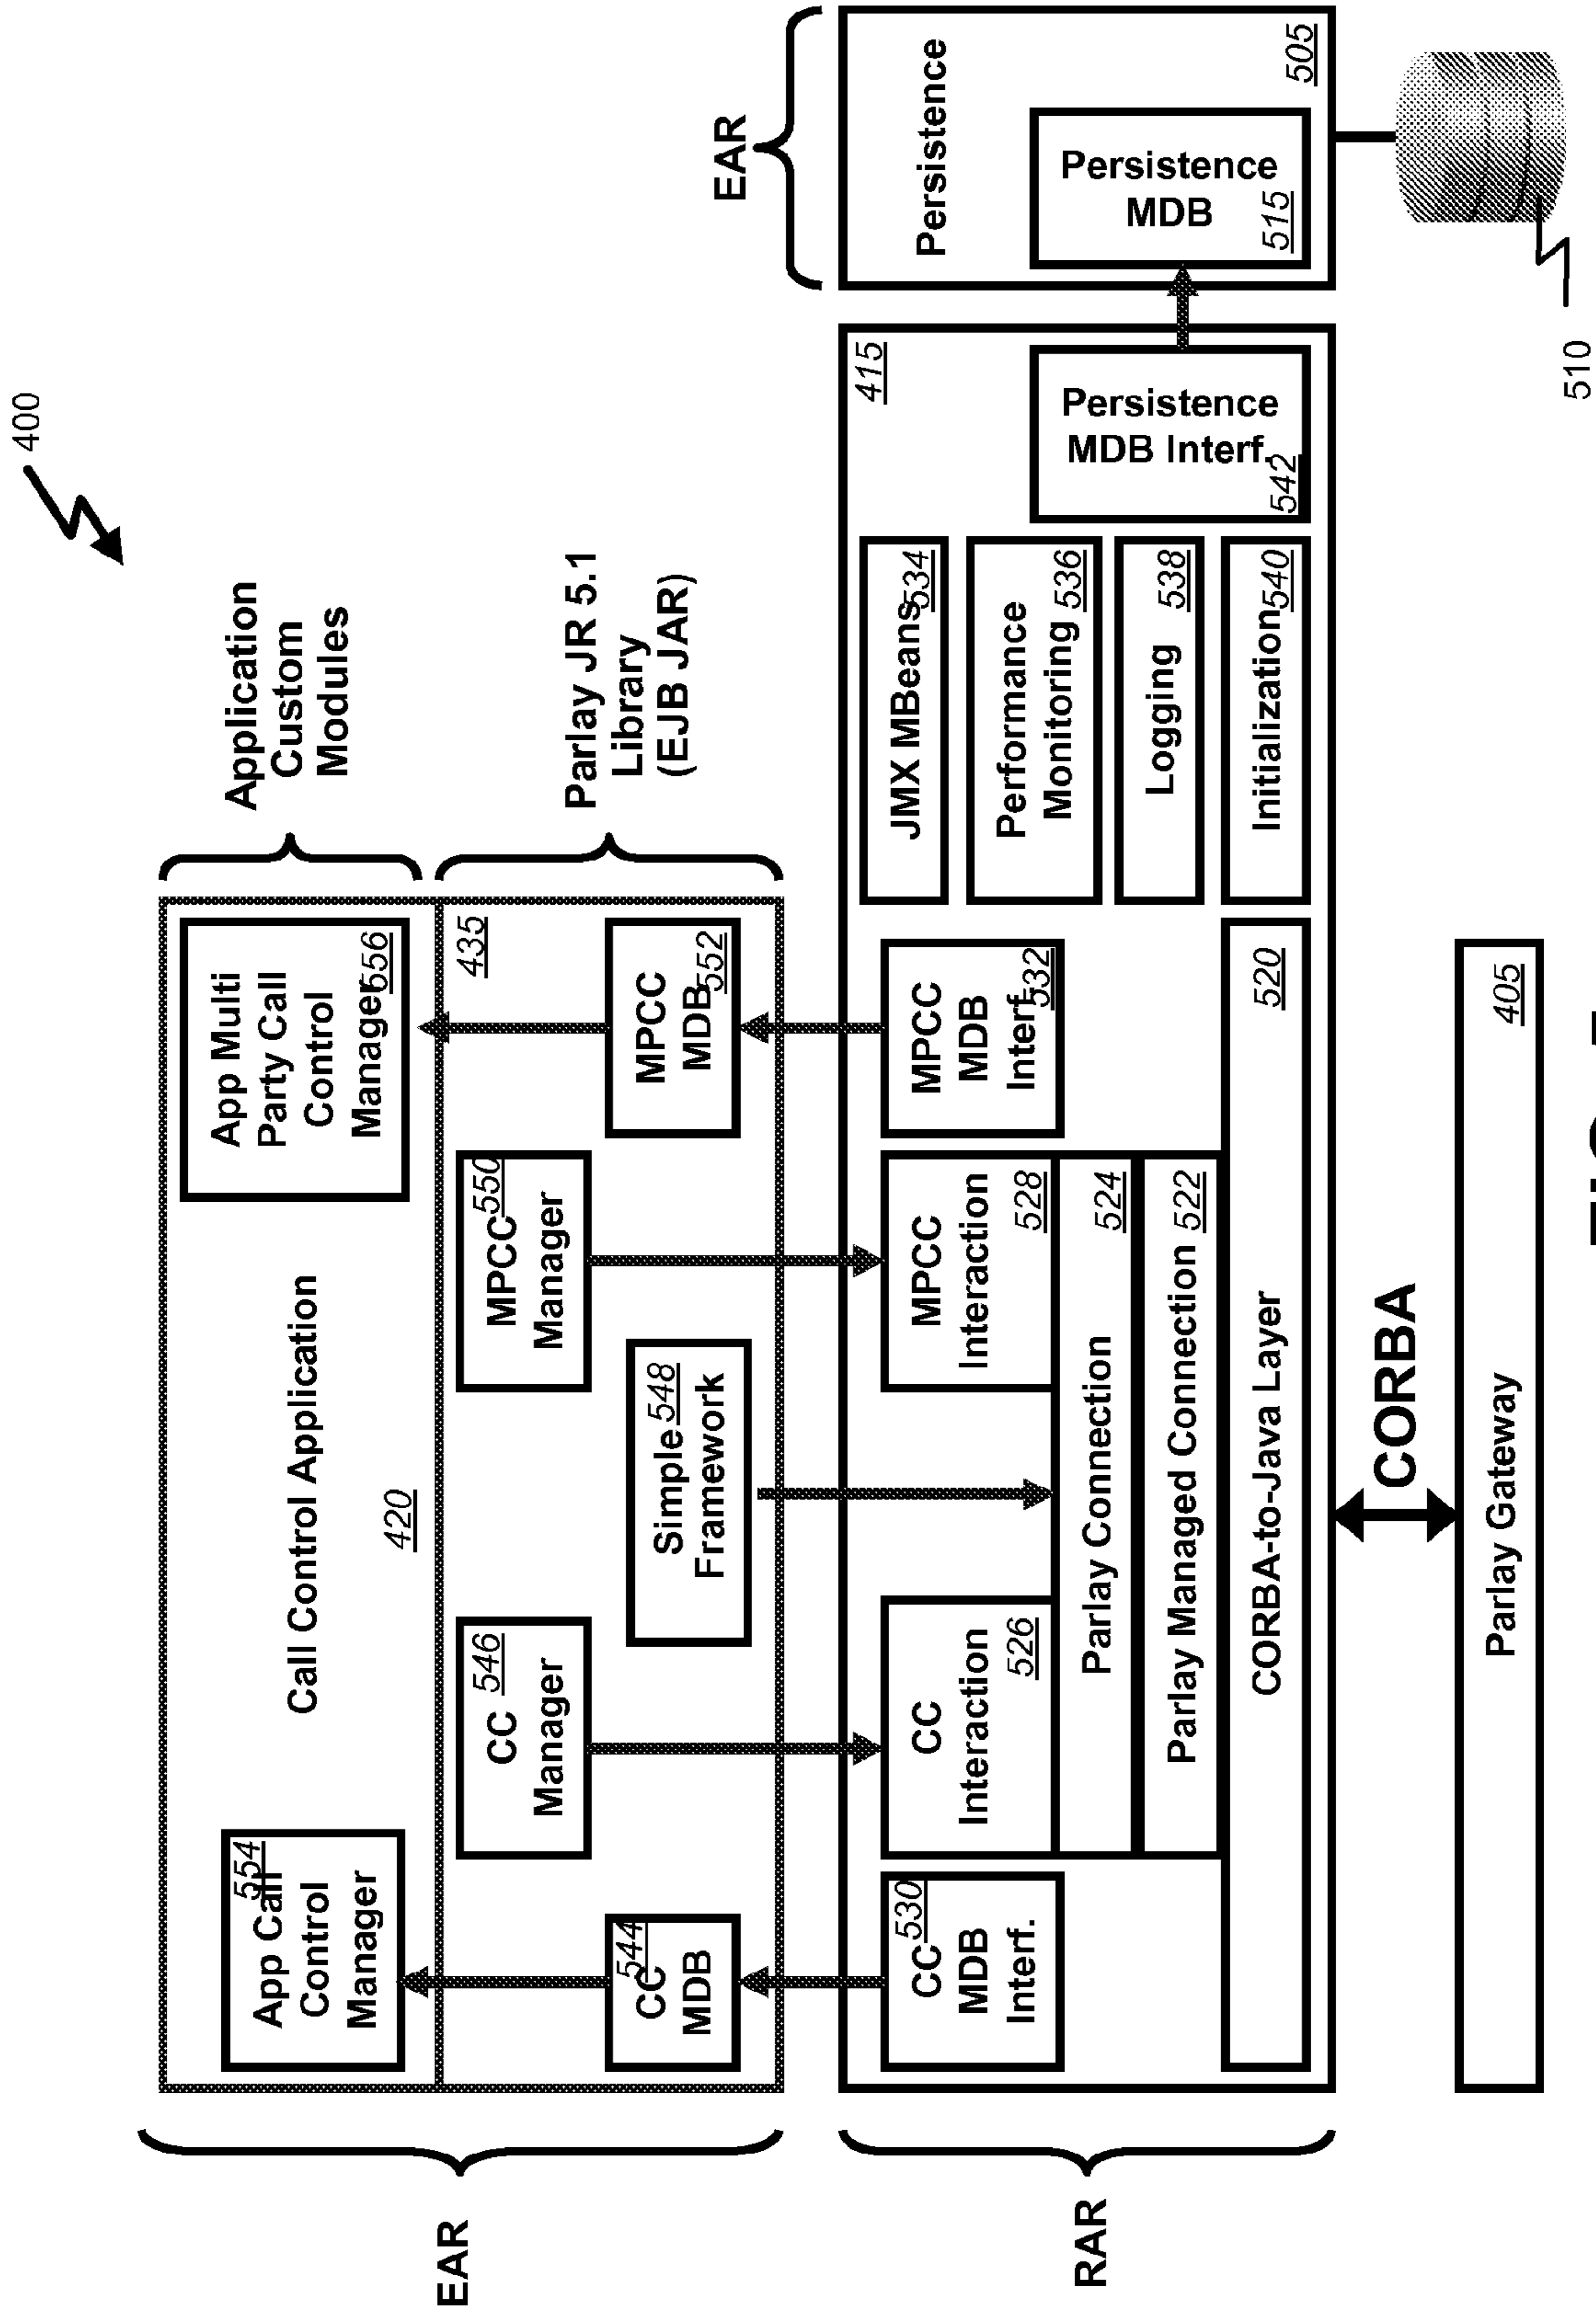 400
Application
Custom
Modules
Parlay JR 5.1
Library
(EJB JAR)
EAR
554
App Call
Control
Manager
Call Control Application
420
App Multi
Party Call
Control
Manager
556
435
544
CC
MDB
CC 546
Manager
Simple 548
Framework
550
MPCC
Manager
MPCC
MDB
552
RAR
415
530
CC
MDB
Interf.
CC
Interaction
526
MPCC
Interaction
528
MPCC
MDB
Interf.
532
Parlay Connection 524
Parlay Managed Connection 522
CORBA-to-Java Layer 520
JMX MBeans 534
Performance
Monitoring 536
Logging 538
Initialization 540
Persistence
MDB Interf.
542
EAR
Persistence
Persistence
MDB
515
505
510
CORBA
Parlay Gateway 405